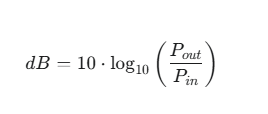 dB = 10 · log₁₀ (P_out / P_in)